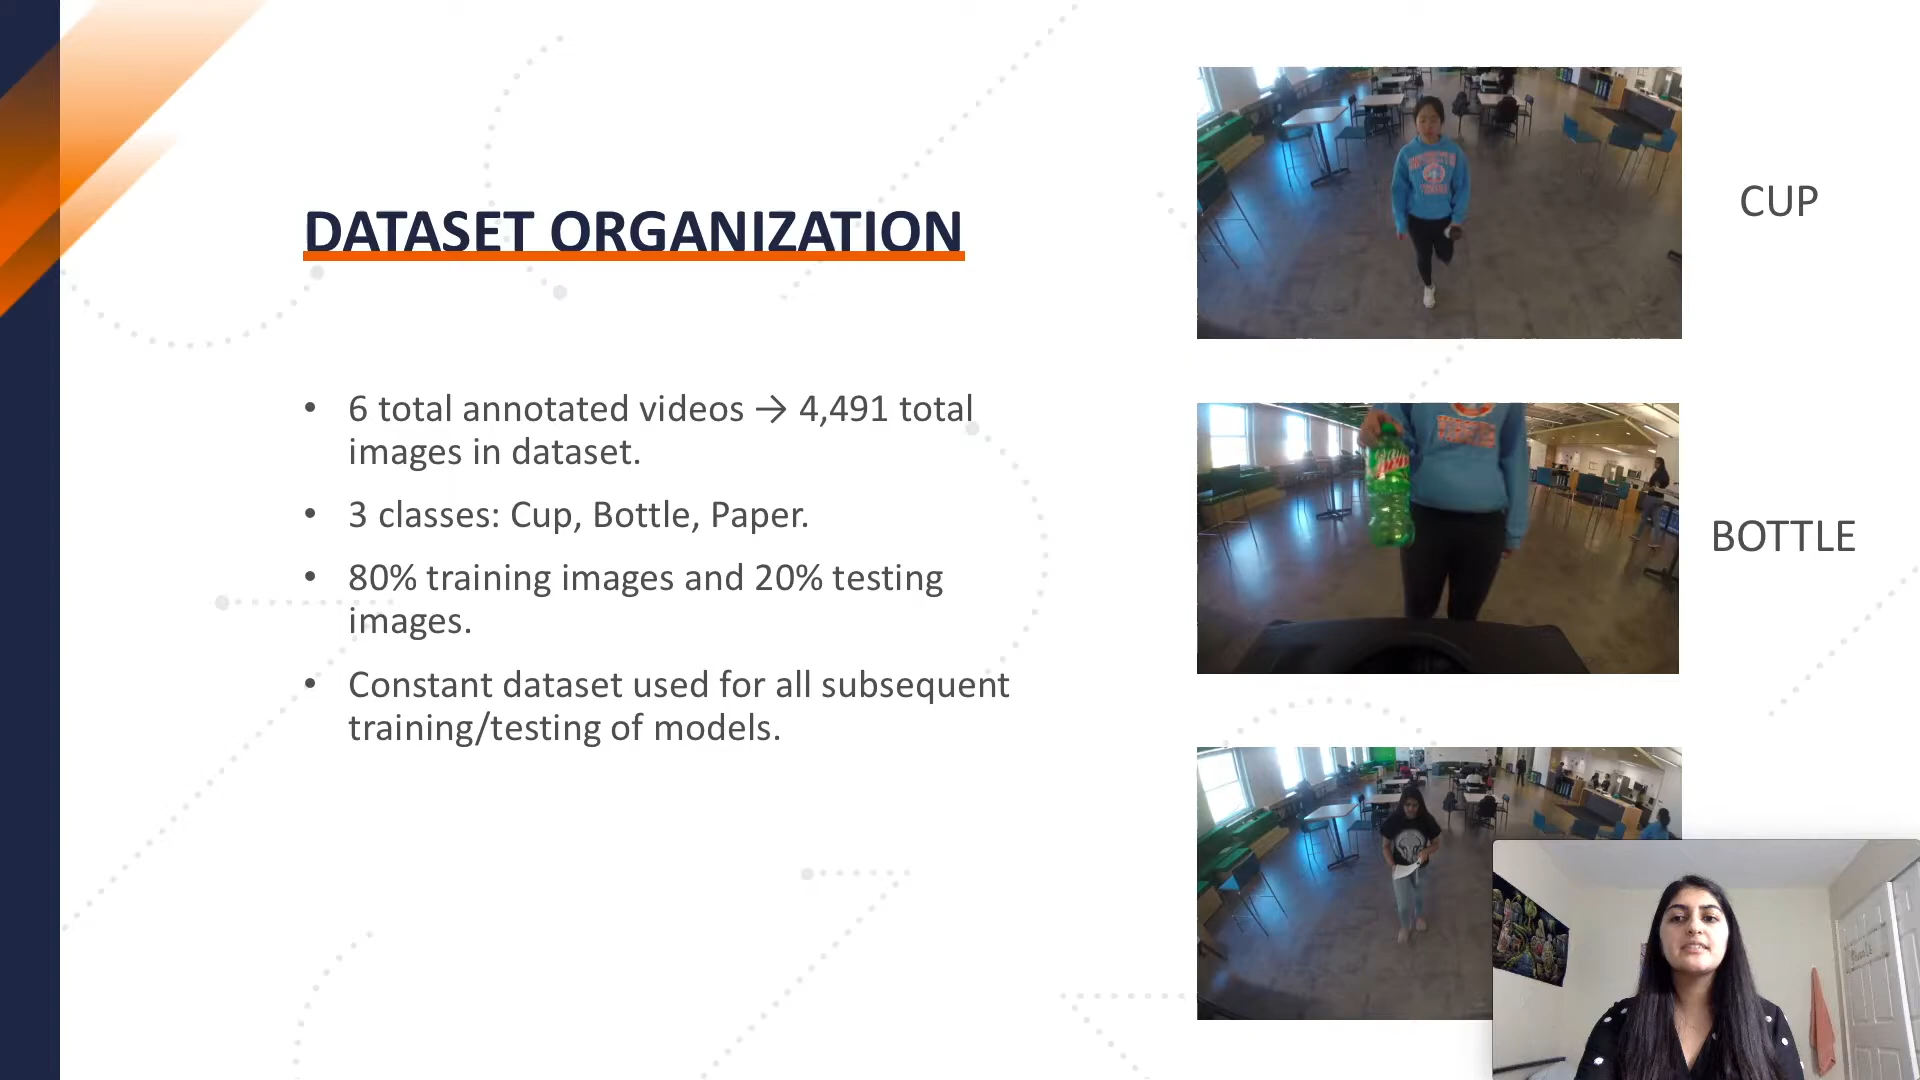 DATASET ORGANIZATION
• 6 total annotated videos → 4,491 total
images in dataset.
• 3 classes: Cup, Bottle, Paper.
• 80% training images and 20% testing
images.
• Constant dataset used for all subsequent
training/testing of models.
CUP
BOTTLE